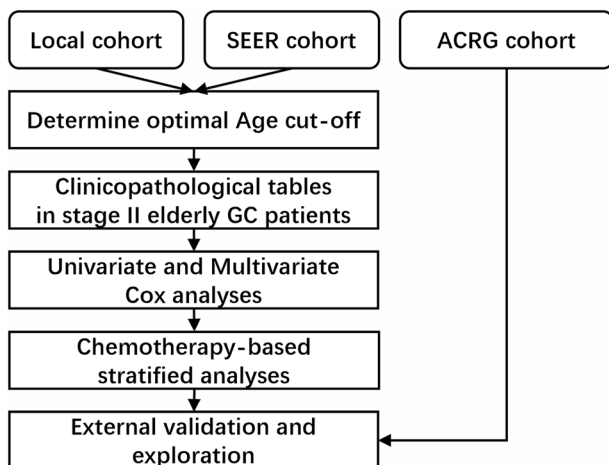 Local cohort
SEER cohort
ACRG cohort
Determine optimal Age cut-off
Clinicopathological tables
in stage II elderly GC patients
Univariate and Multivariate
Cox analyses
Chemotherapy-based
stratified analyses
External validation and
exploration